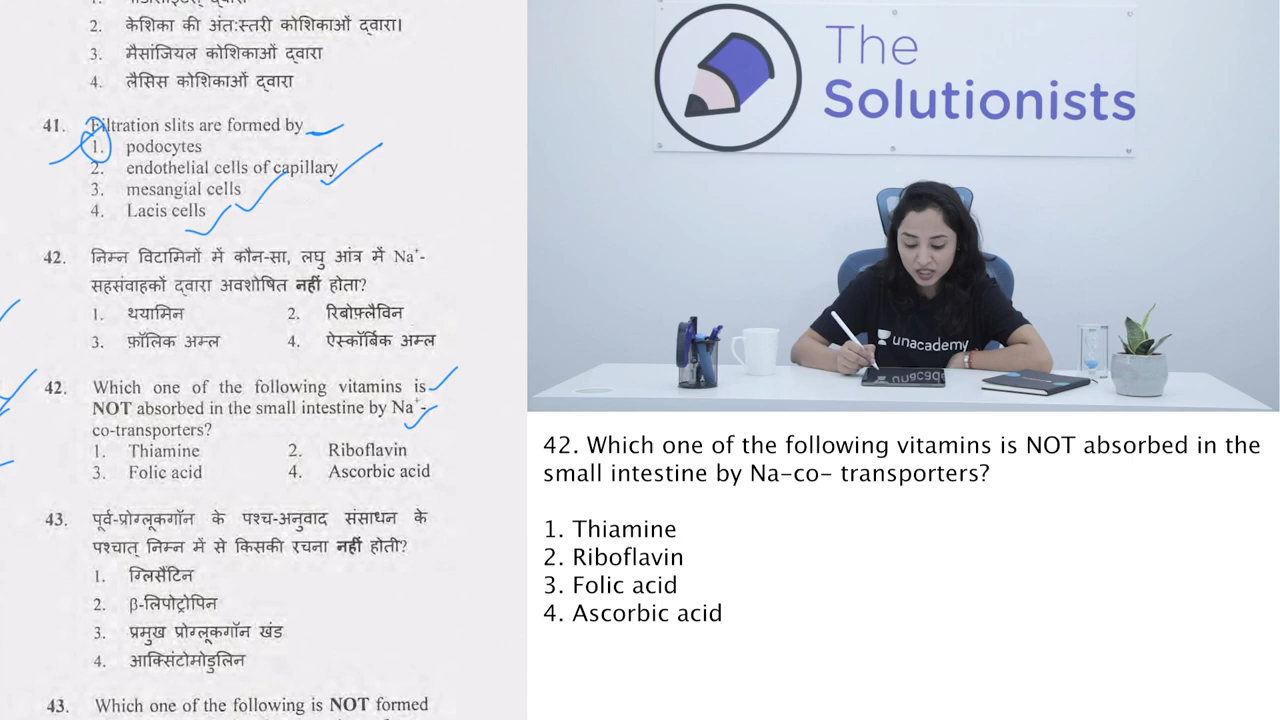 2. केशिका की अंत:स्तरी कोशिकाओं द्वारा।
3. मैसांजियल कोशिकाओं द्वारा
4. लैसिस कोशिकाओं द्वारा
41. Filtration slits are formed by
1. podocytes
2. endothelial cells of capillary
3. mesangial cells
4. Lacis cells
42. निम्न विटामिनों में कौन-सा, लघु आंत्र में Na⁺-
सहसंवाहकों द्वारा अवशोषित नहीं होता?
1. थयामिन 2. रिबोफ़्लैविन
3. फ़ॉलिक अम्ल 4. ऐस्कॉर्बिक अम्ल
42. Which one of the following vitamins is
NOT absorbed in the small intestine by Na⁺-
co-transporters?
1. Thiamine 2. Riboflavin
3. Folic acid 4. Ascorbic acid
43. पूर्व-प्रोग्लूकगॉन के पश्च-अनुवाद संसाधन के
पश्चात् निम्न में से किसकी रचना नहीं होती?
1. ग्लिसैंटिन
2. β-लिपोट्रोपिन
3. प्रमुख प्रोग्लूकगॉन खंड
4. आक्सिंटोमोडुलिन
43. Which one of the following is NOT formed
The
Solutionists
unacademy
42. Which one of the following vitamins is NOT absorbed in the
small intestine by Na-co- transporters?
1. Thiamine
2. Riboflavin
3. Folic acid
4. Ascorbic acid